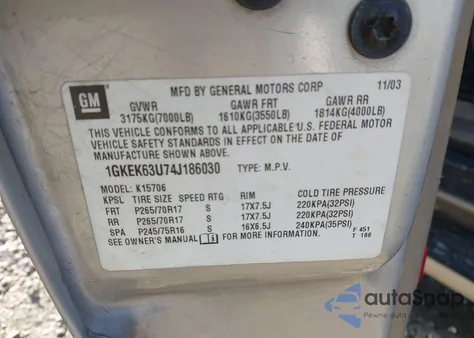 GM
MFD BY GENERAL MOTORS CORP 11/03
GVWR GAWR FRT GAWR RR
3175KG(7000LB) 1610KG(3550LB) 1814KG(4000LB)
THIS VEHICLE CONFORMS TO ALL APPLICABLE U.S. FEDERAL MOTOR
VEHICLE SAFETY STANDARDS IN EFFECT ON THE DATE OF
MANUFACTURE SHOWN ABOVE.
1GKEK63U74J186030 TYPE: M.P.V.
MODEL: K15706
KPSL TIRE SIZE SPEED RTG RIM COLD TIRE PRESSURE
FRT P265/70R17 S 17X7.5J 220KPA(32PSI)
RR P265/70R17 S 17X7.5J 220KPA(32PSI)
SPA P245/75R16 S 16X6.5J 240KPA(35PSI)
SEE OWNER'S MANUAL FOR MORE INFORMATION. F 451
T 188
autoSnap
Pewne auto